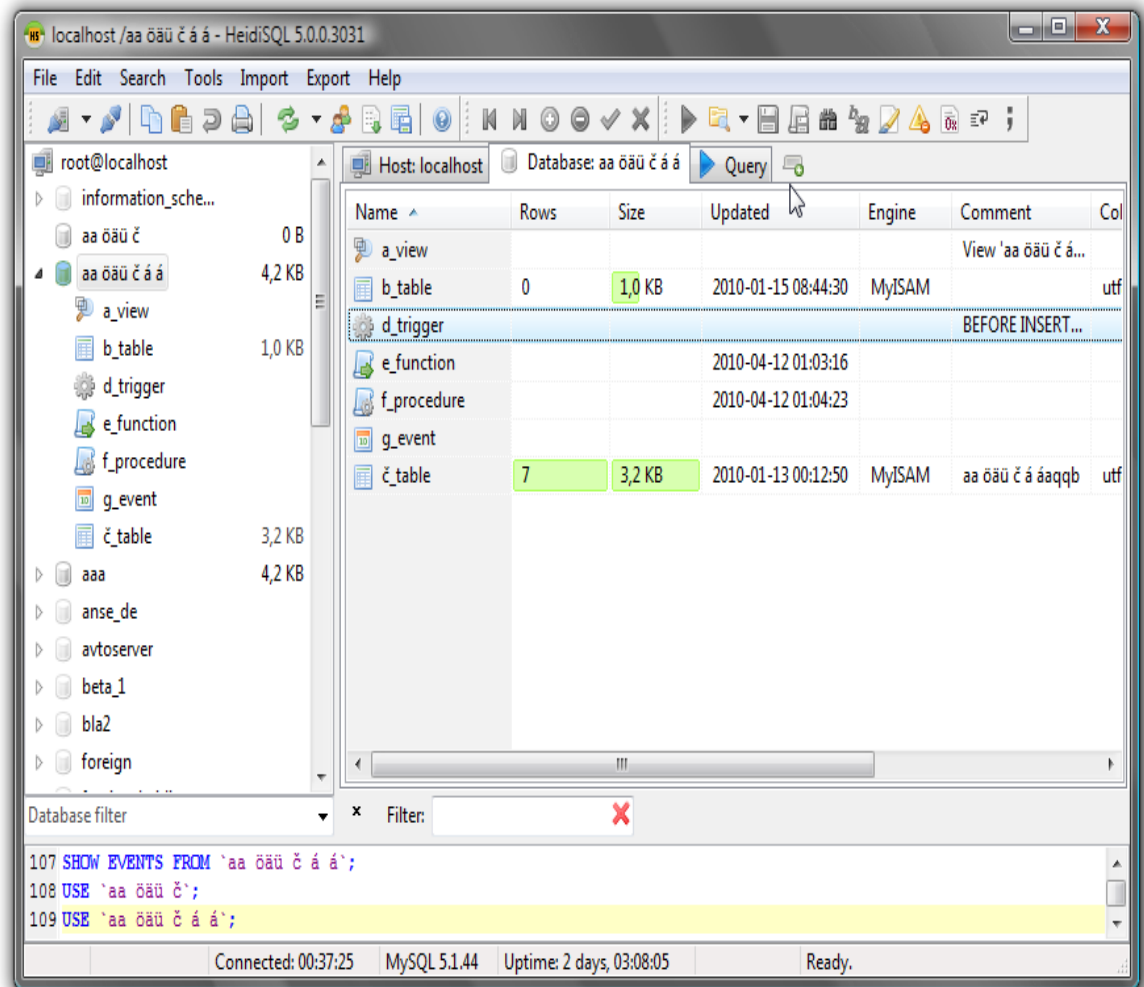 localhost /aa öäü č á á - HeidiSQL 5.0.0.3031
File Edit Search Tools Import Export Help
root@localhost
information_sche...
aa öäü č 0 B
aa öäü č á á 4,2 KB
a_view
b_table 1,0 KB
d_trigger
e_function
f_procedure
g_event
č_table 3,2 KB
aaa 4,2 KB
anse_de
avtoserver
beta_1
bla2
foreign
Database filter
Host: localhost Database: aa öäü č á á Query
Name Rows Size Updated Engine Comment Col
a_view View 'aa öäü č á...
b_table 0 1,0 KB 2010-01-15 08:44:30 MyISAM utf
d_trigger BEFORE INSERT...
e_function 2010-04-12 01:03:16
f_procedure 2010-04-12 01:04:23
g_event
č_table 7 3,2 KB 2010-01-13 00:12:50 MyISAM aa öäü č á áaqqb utf
x Filter:
107 SHOW EVENTS FROM `aa öäü č á á`;
108 USE `aa öäü č`;
109 USE `aa öäü č á á`;
Connected: 00:37:25 MySQL 5.1.44 Uptime: 2 days, 03:08:05 Ready.